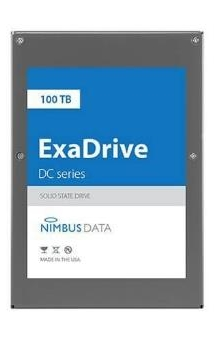 100 TB
ExaDrive
DC series
SOLID STATE DRIVE
NIMBUS DATA
MADE IN THE USA